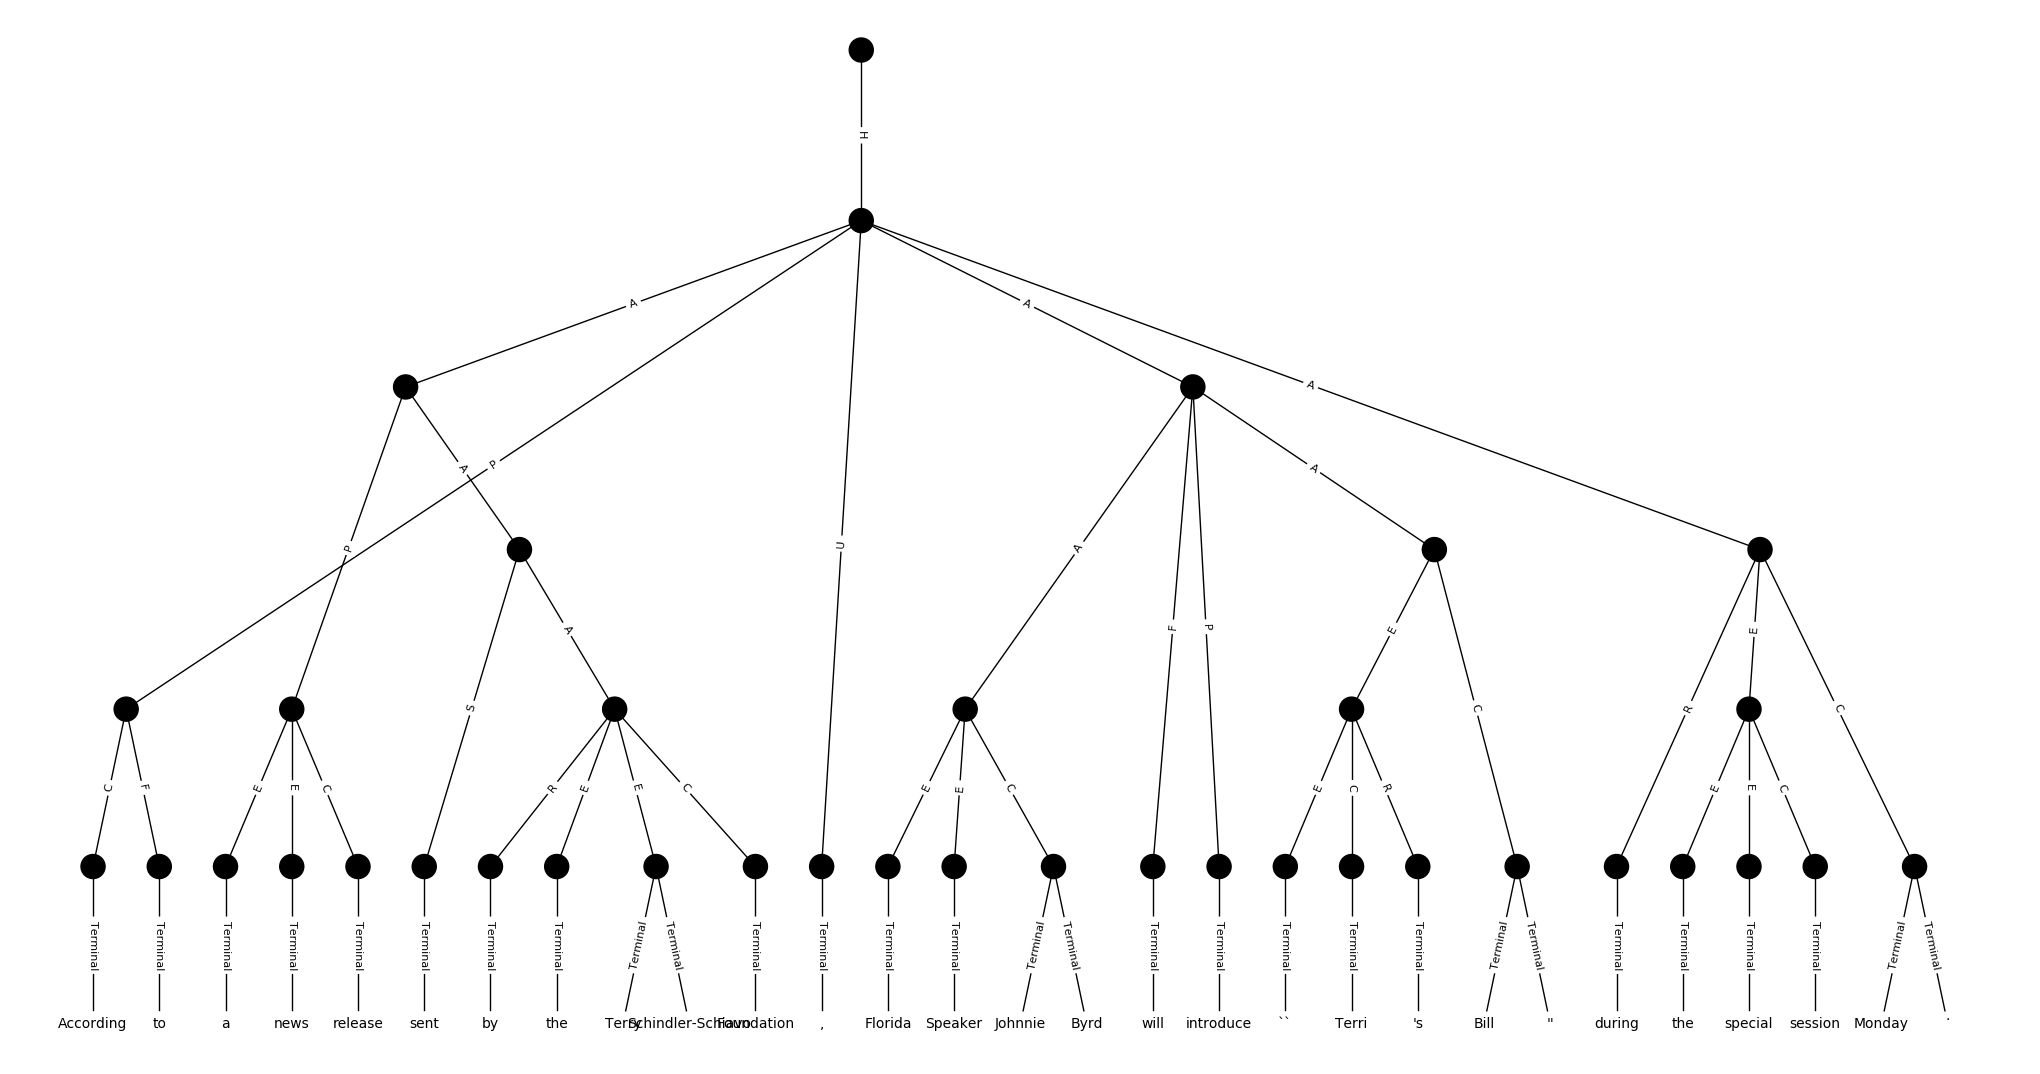 H
A A
A
A P A
U
P A
F P
A E E
S C R C
C F E E C R E E C E E C E C R E E C
Terminal Terminal Terminal Terminal Terminal Terminal Terminal Terminal Terminal Terminal Terminal Terminal Terminal Terminal Terminal Terminal Terminal Terminal Terminal Terminal Terminal Terminal Terminal Terminal Terminal Terminal Terminal Terminal Terminal
According to a news release sent by the Terry Schindler-Schiavo Foundation , Florida Speaker Johnnie Byrd will introduce `` Terri 's Bill " during the special session Monday .